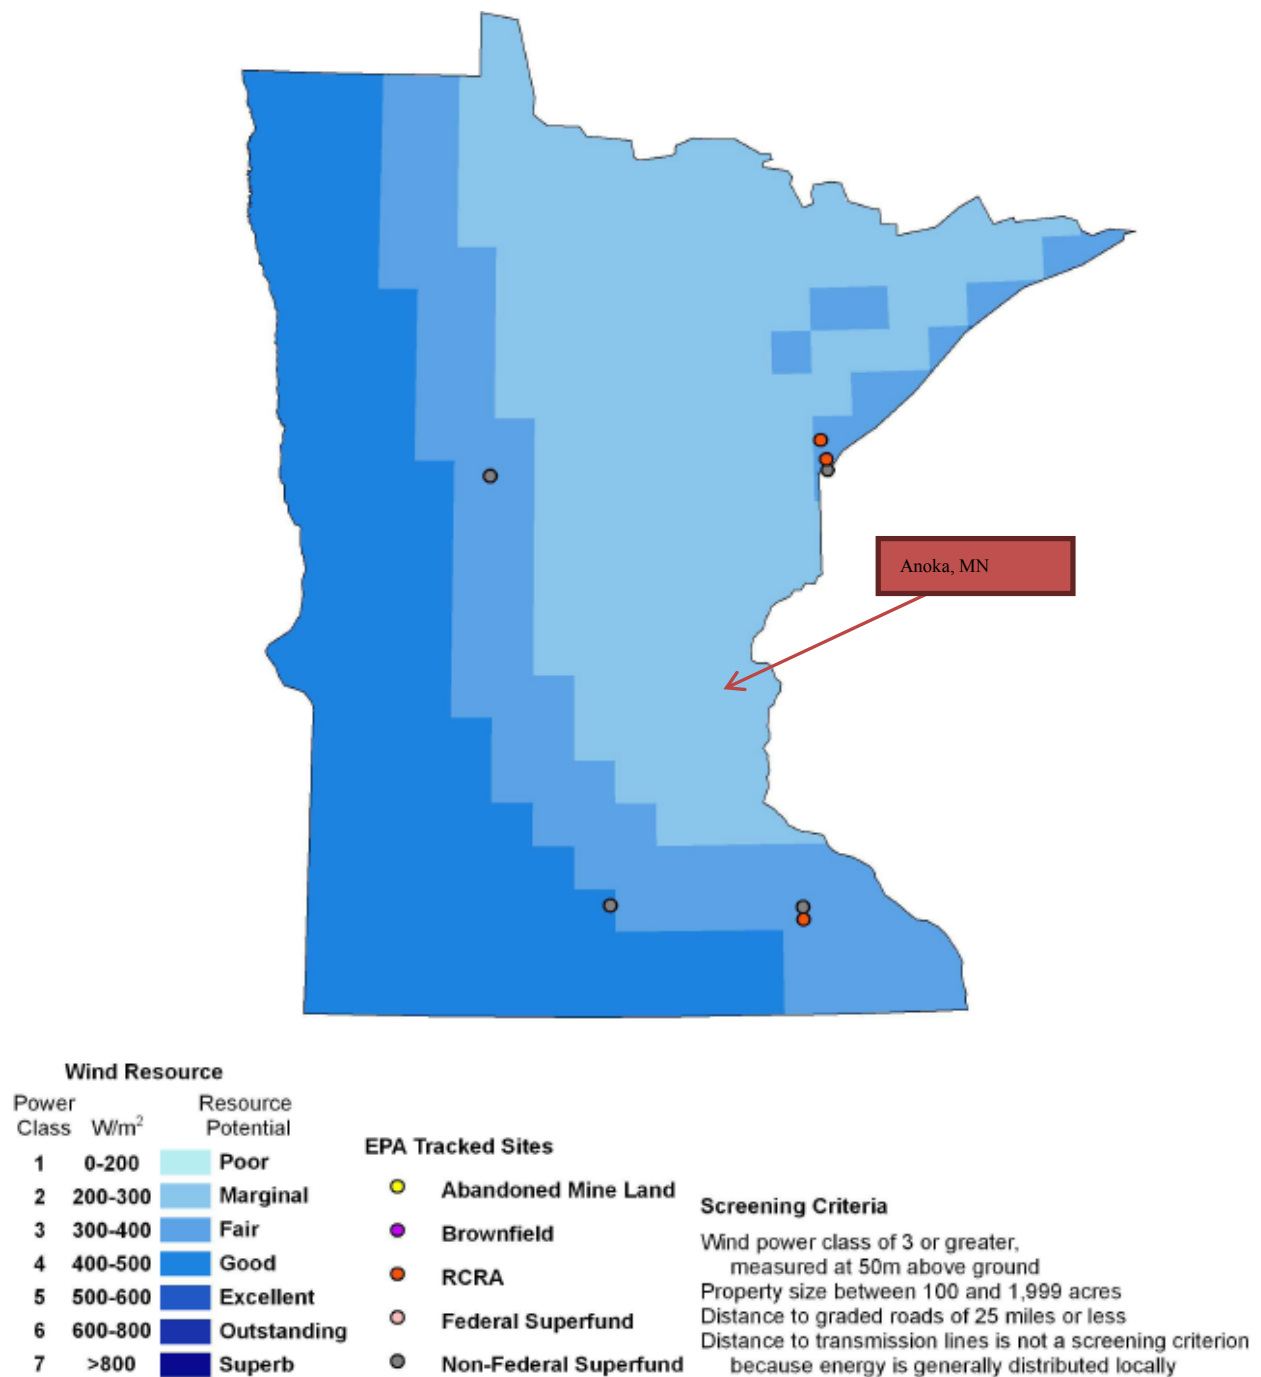 Anoka, MN
Wind Resource
Power Resource
Class W/m² Potential
1 0-200 Poor
2 200-300 Marginal
3 300-400 Fair
4 400-500 Good
5 500-600 Excellent
6 600-800 Outstanding
7 >800 Superb
EPA Tracked Sites
Abandoned Mine Land
Brownfield
RCRA
Federal Superfund
Non-Federal Superfund
Screening Criteria
Wind power class of 3 or greater,
measured at 50m above ground
Property size between 100 and 1,999 acres
Distance to graded roads of 25 miles or less
Distance to transmission lines is not a screening criterion
because energy is generally distributed locally